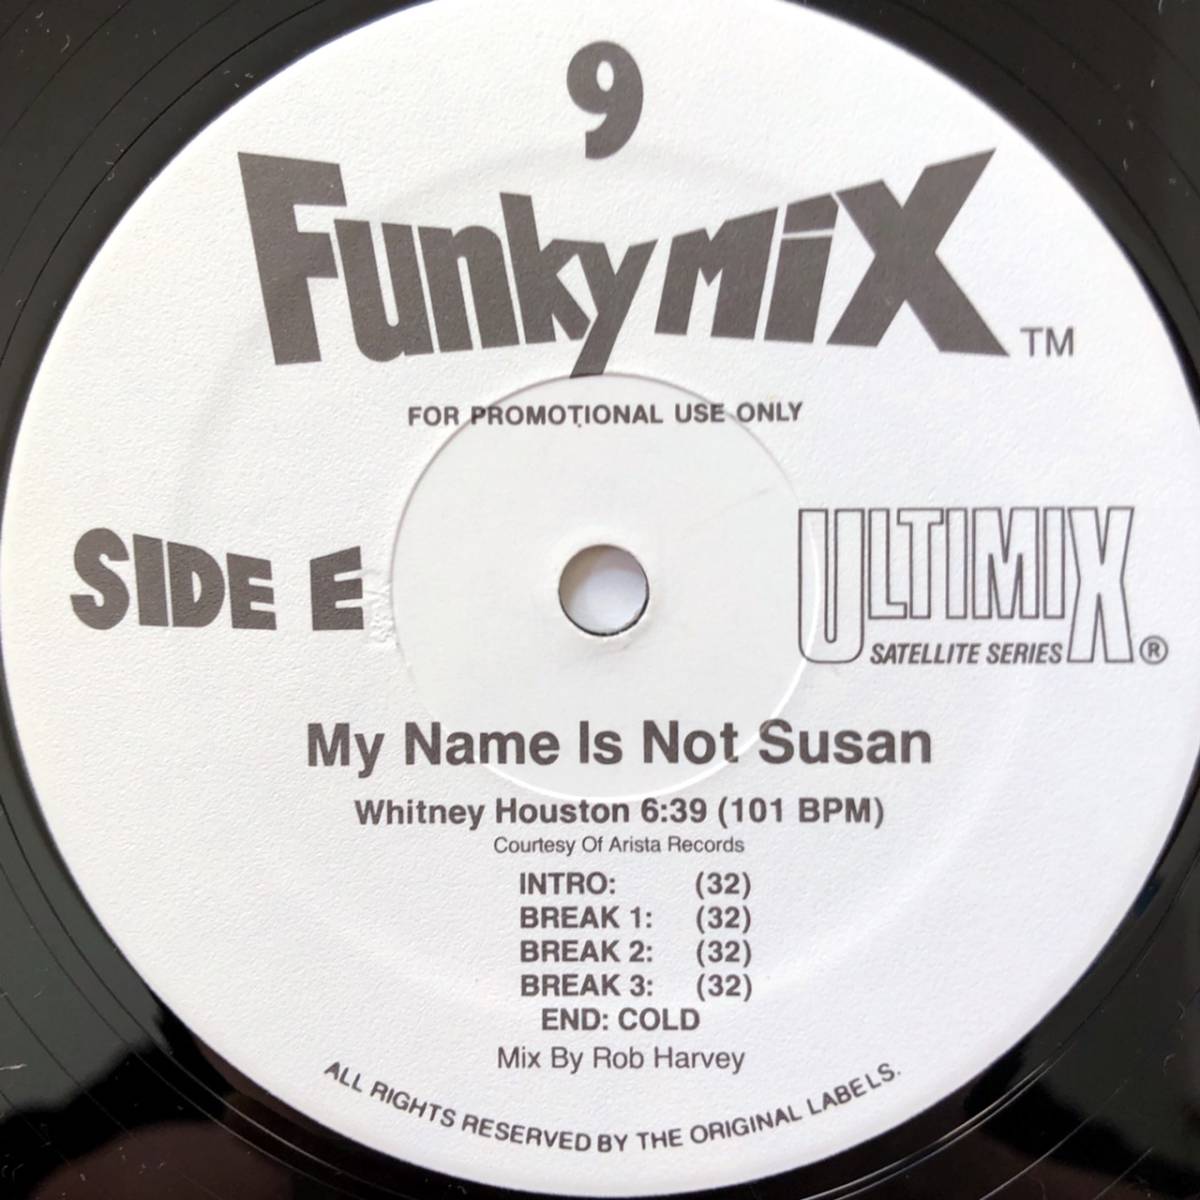 9
Funkymix TM
FOR PROMOTIONAL USE ONLY
SIDE E
ULTIMIX
SATELLITE SERIES ®
My Name Is Not Susan
Whitney Houston 6:39 (101 BPM)
Courtesy Of Arista Records
INTRO: (32)
BREAK 1: (32)
BREAK 2: (32)
BREAK 3: (32)
END: COLD
Mix By Rob Harvey
ALL RIGHTS RESERVED BY THE ORIGINAL LABELS.